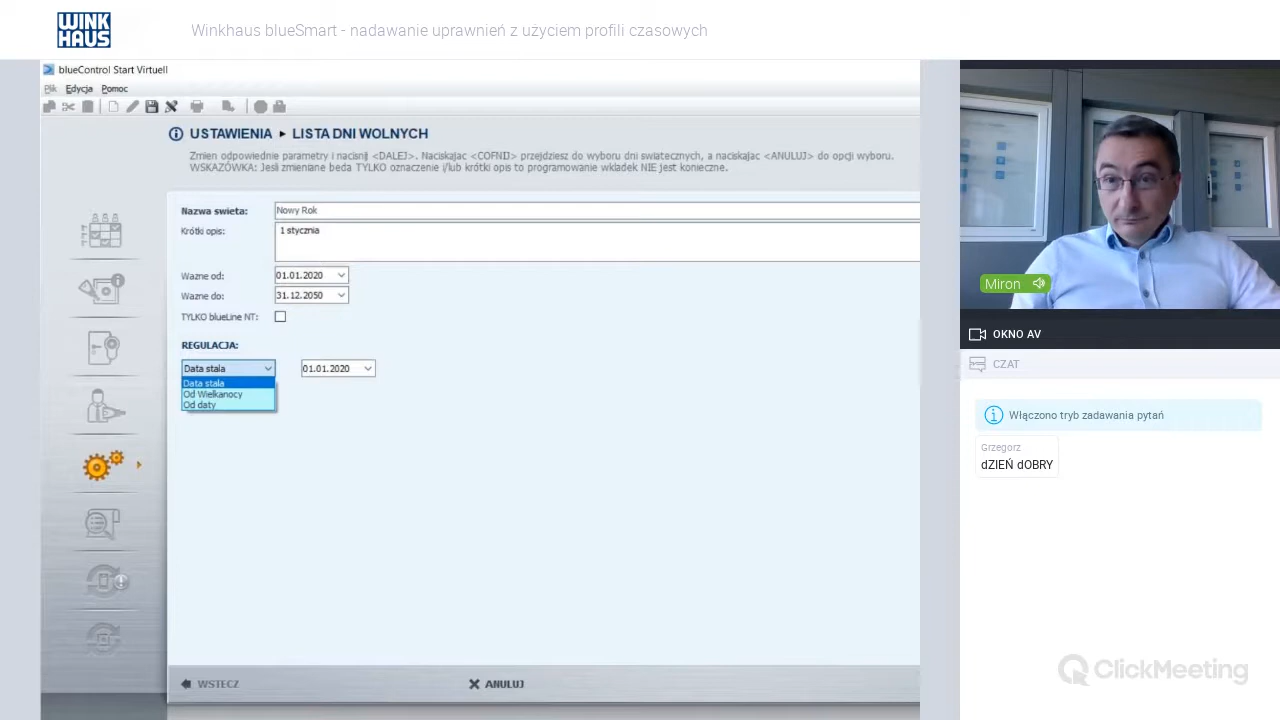 WINK
HAUS
Winkhaus blueSmart - nadawanie uprawnień z użyciem profili czasowych
blueControl Start Virtuell
Plik Edycja Pomoc
USTAWIENIA ▸ LISTA DNI WOLNYCH
Zmien odpowiednie parametry i nacisnij <DALEJ>. Naciskajac <COFNIJ> przejdziesz do wyboru dni swiatecznych, a naciskajac <ANULUJ> do opcji wyboru.
WSKAZÓWKA: Jesli zmieniane beda TYLKO oznaczenie i/lub krótki opis to programowanie wkladek NIE jest konieczne.
Nazwa swieta: Nowy Rok
Krótki opis: 1 stycznia
Wazne od: 01.01.2020
Wazne do: 31.12.2050
TYLKO blueLine NT:
REGULACJA:
Data stala 01.01.2020
Data stala
Od Wielkanocy
Od daty
WSTECZ
ANULUJ
Miron
OKNO AV
CZAT
Włączono tryb zadawania pytań
Grzegorz
dZIEŃ dOBRY
ClickMeeting